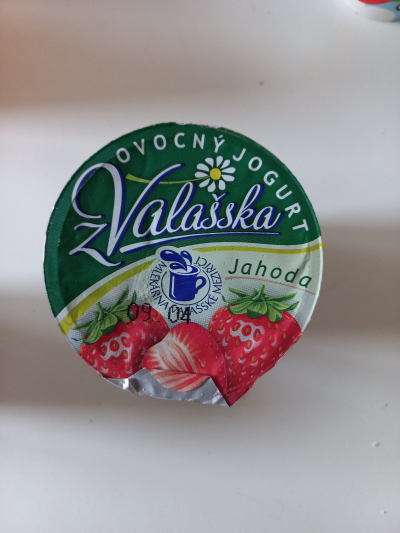 OVOCNÝ JOGURT
z Valašska
Jahoda
MLÉKÁRNA VALAŠSKÉ MEZIŘÍČÍ
09. 04